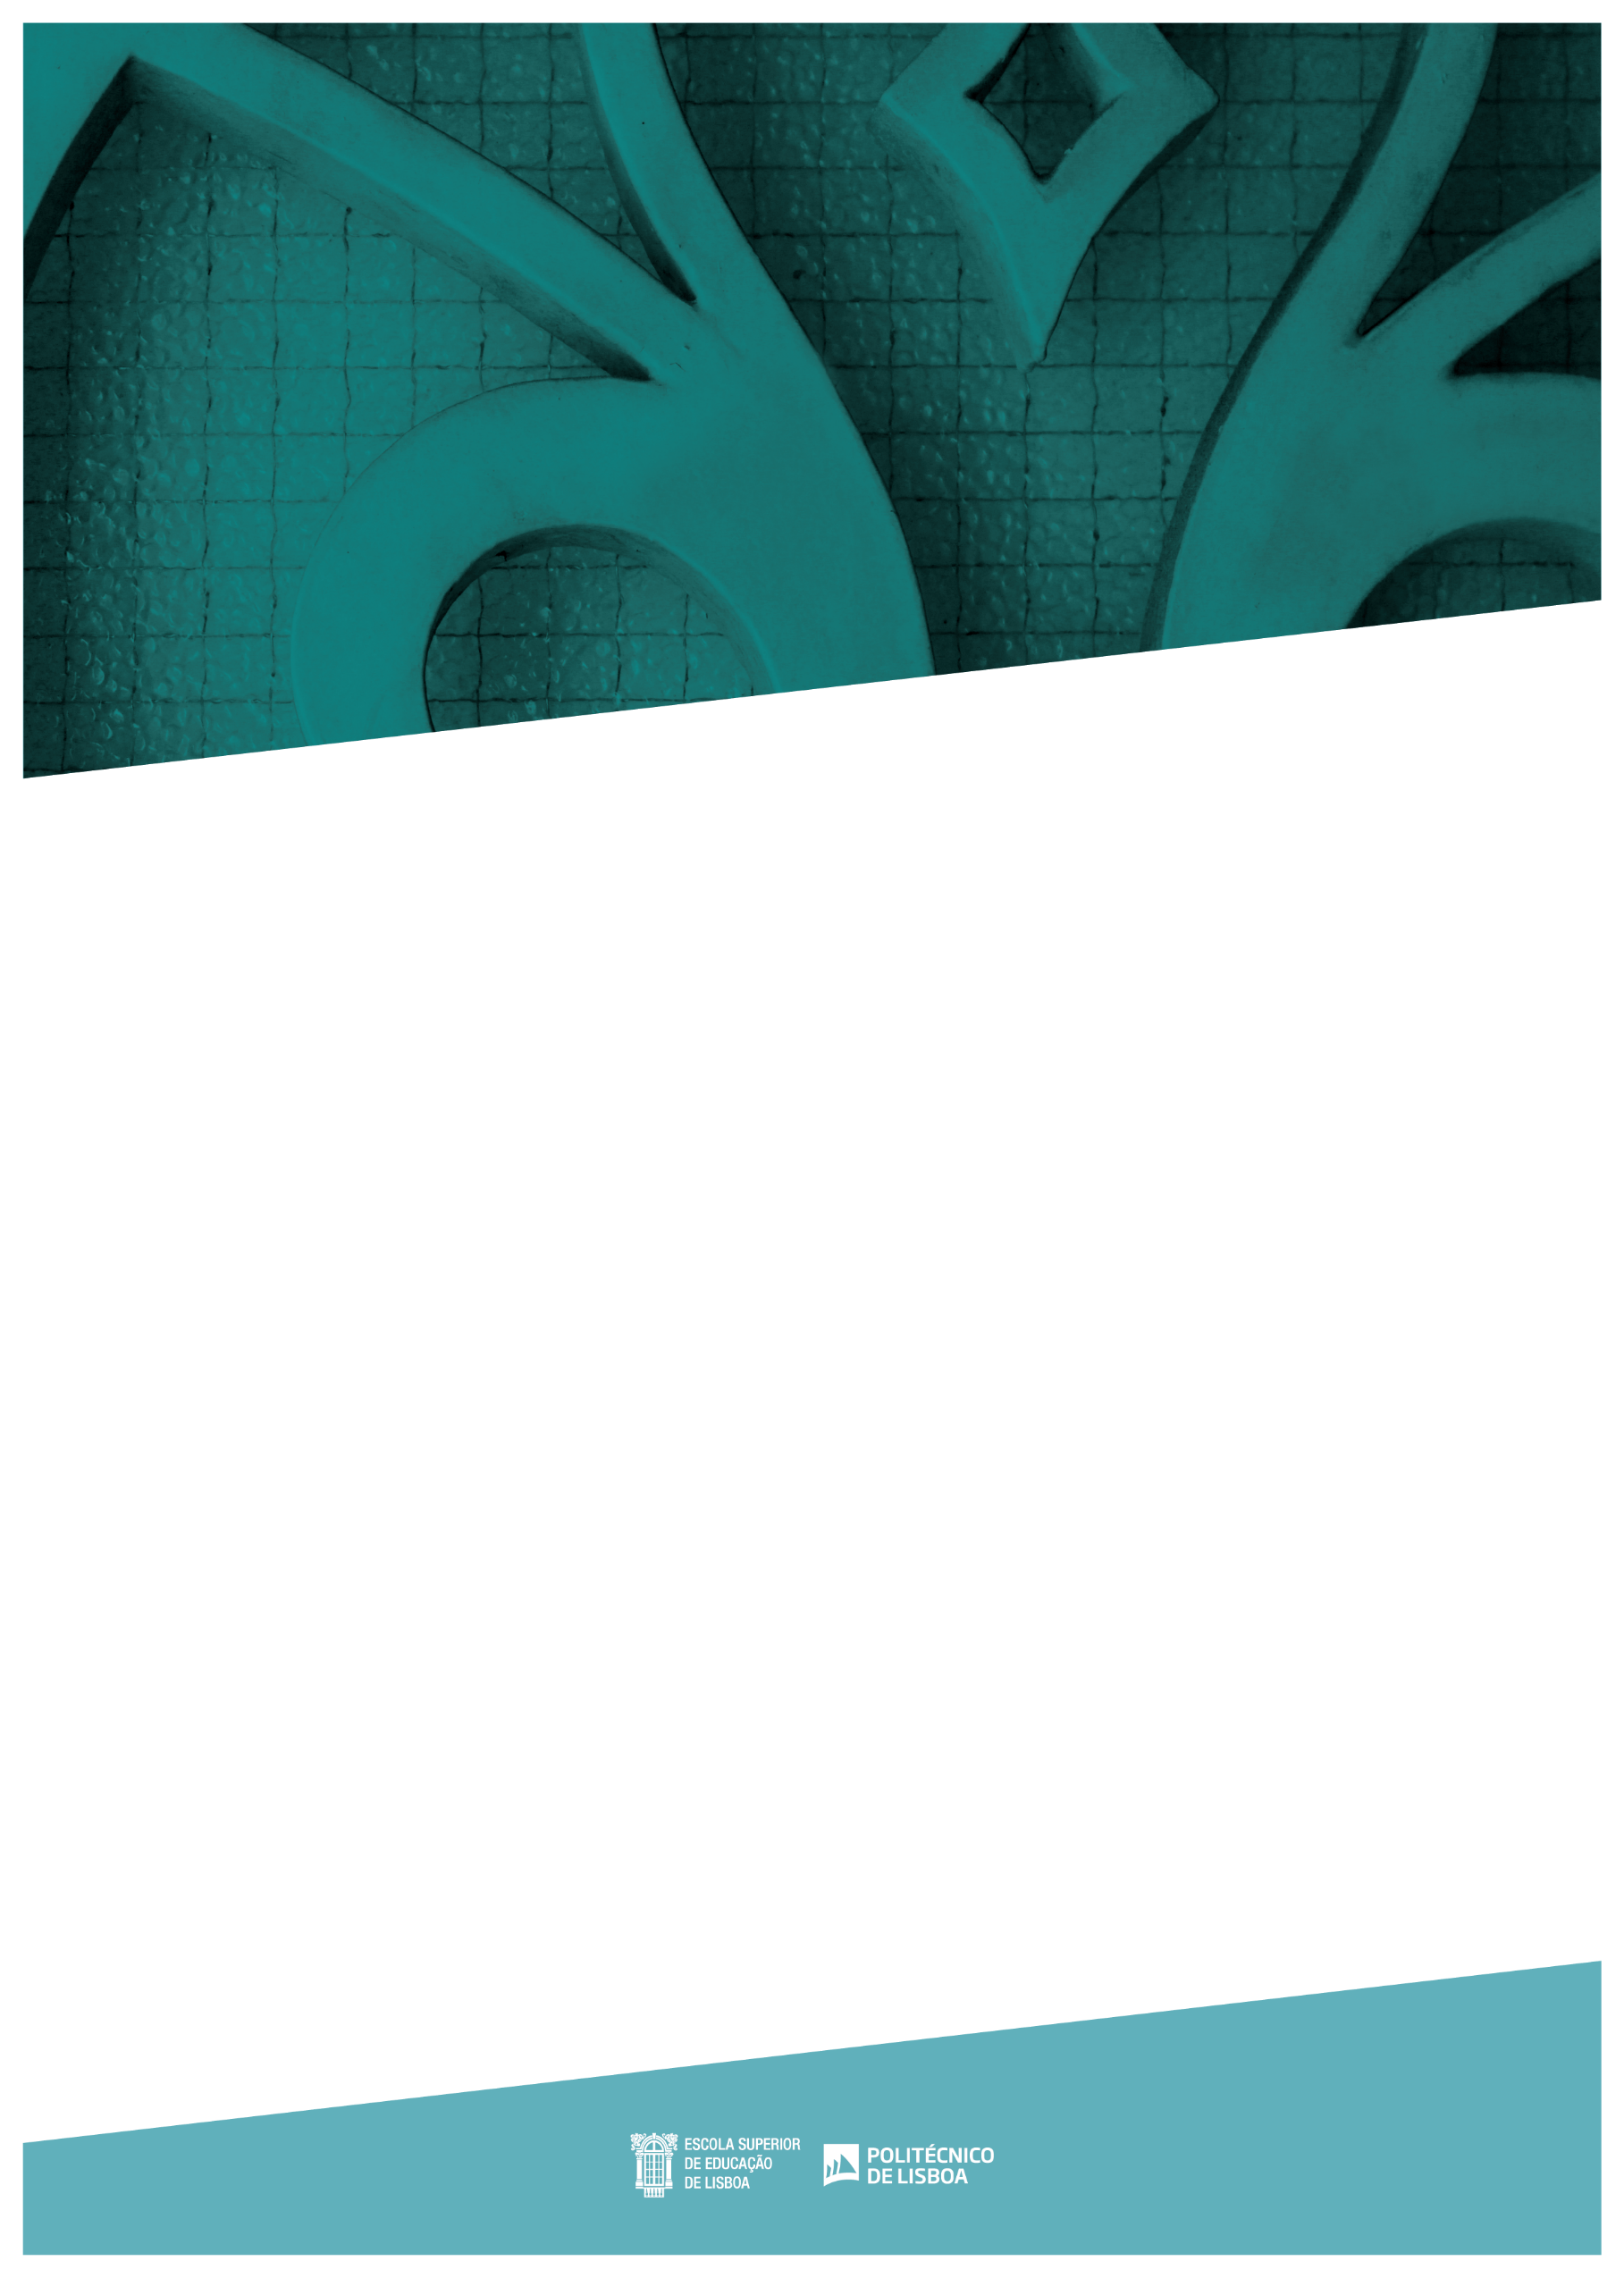 ESCOLA SUPERIOR
DE EDUCAÇÃO
DE LISBOA
POLITÉCNICO
DE LISBOA